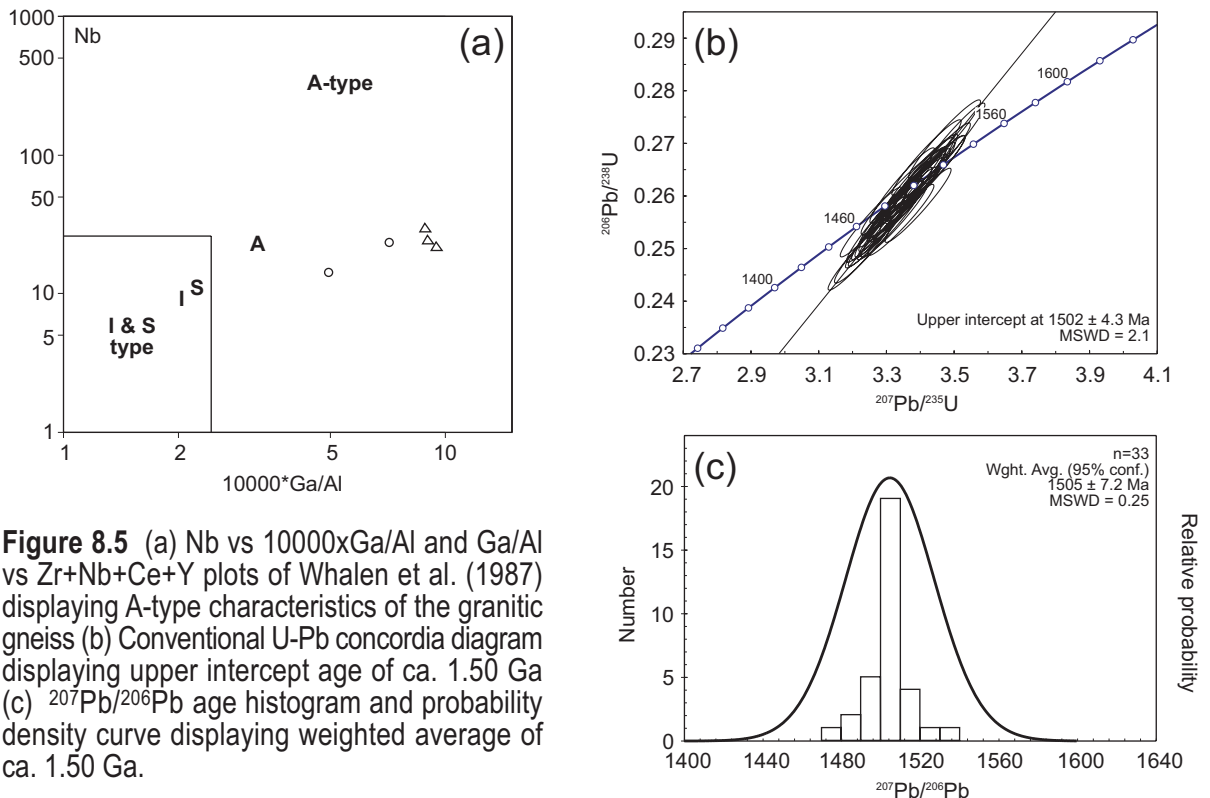 1000
500
100
50
10
5
1
Nb
(a)
A-type
A
I
S
I & S
type
1
2
5
10
10000*Ga/Al
(b)
0.29
0.28
0.27
0.26
0.25
0.24
0.23
206Pb/238U
1400
1460
1560
1600
Upper intercept at 1502 ± 4.3 Ma
MSWD = 2.1
2.7
2.9
3.1
3.3
3.5
3.7
3.9
4.1
207Pb/235U
(c)
n=33
Wght. Avg. (95% conf.)
1505 ± 7.2 Ma
MSWD = 0.25
20
15
10
5
0
Number
Relative probability
1400
1440
1480
1520
1560
1600
1640
207Pb/206Pb
Figure 8.5 (a) Nb vs 10000xGa/Al and Ga/Al
vs Zr+Nb+Ce+Y plots of Whalen et al. (1987)
displaying A-type characteristics of the granitic
gneiss (b) Conventional U-Pb concordia diagram
displaying upper intercept age of ca. 1.50 Ga
(c) 207Pb/206Pb age histogram and probability
density curve displaying weighted average of
ca. 1.50 Ga.